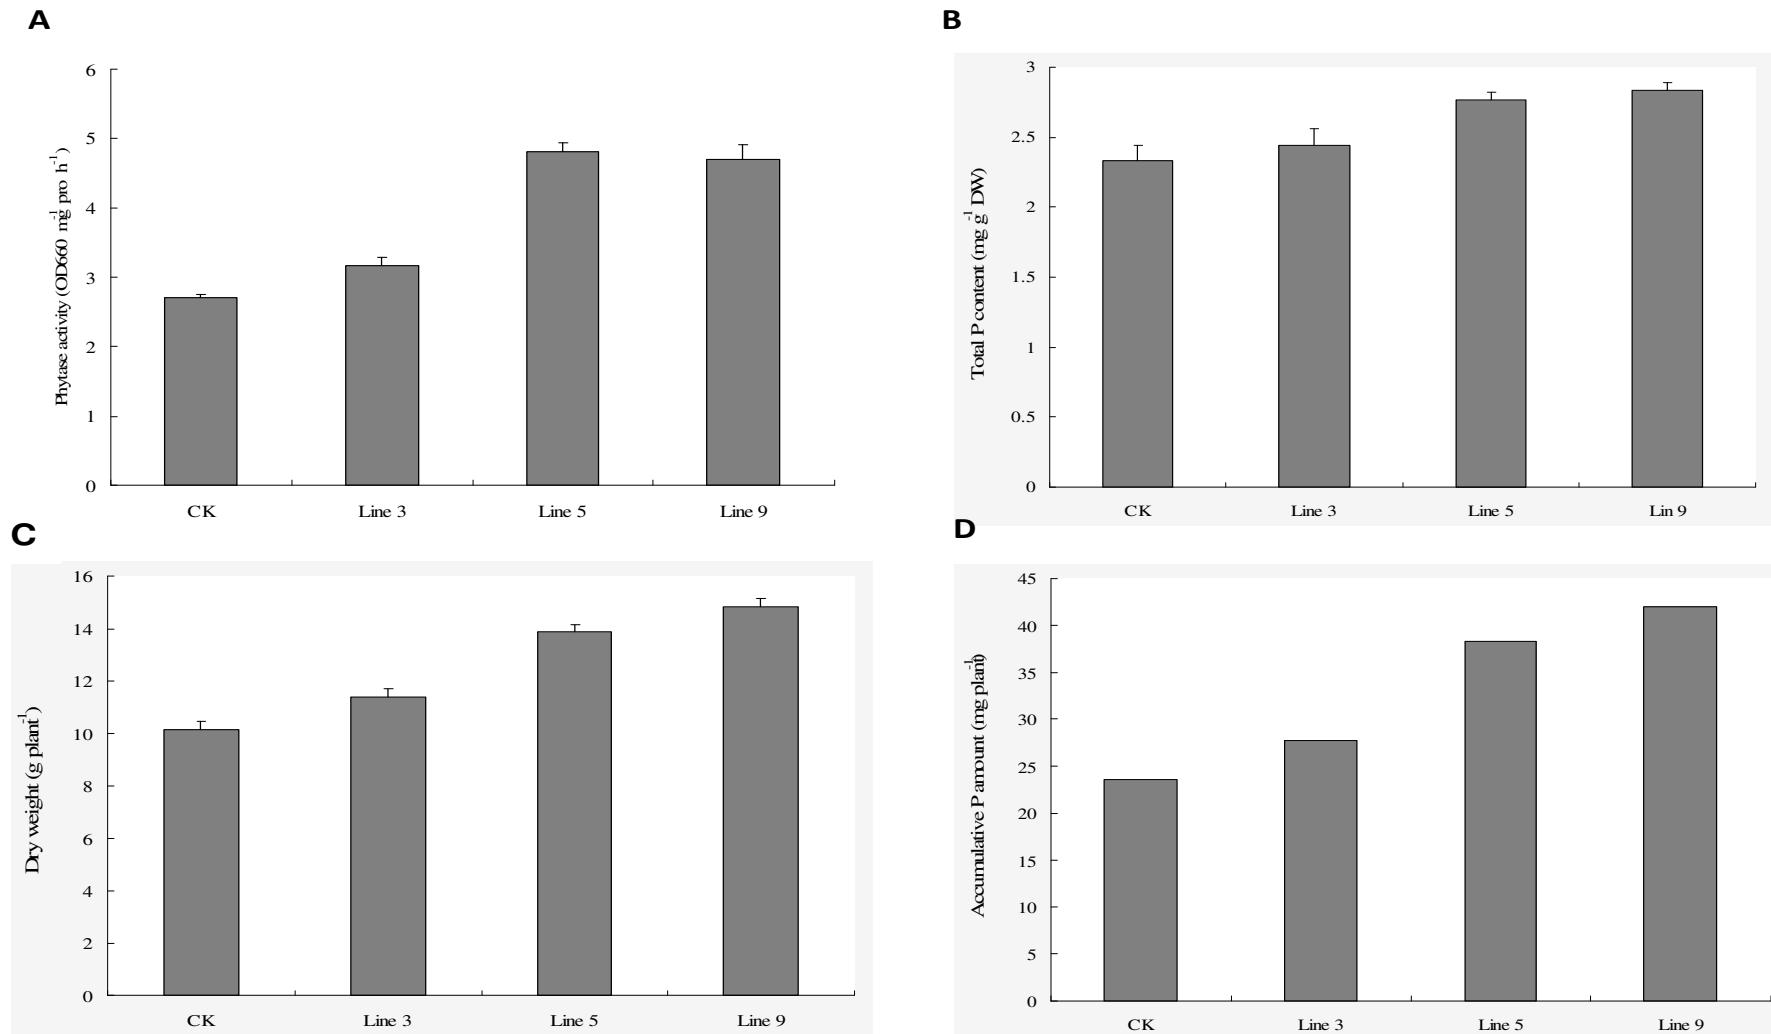 A
Phytase activity (OD660 mg-1 pro h-1)
6
5
4
3
2
1
0
CK Line 3 Line 5 Line 9
B
Total P content (mg g-1 DW)
3
2.5
2
1.5
1
0.5
0
CK Line 3 Line 5 Lin 9
C
Dry weight (g plant-1)
16
14
12
10
8
6
4
2
0
CK Line 3 Line 5 Line 9
D
Accumulative P amount (mg plant-1)
45
40
35
30
25
20
15
10
5
0
CK Line 3 Line 5 Line 9